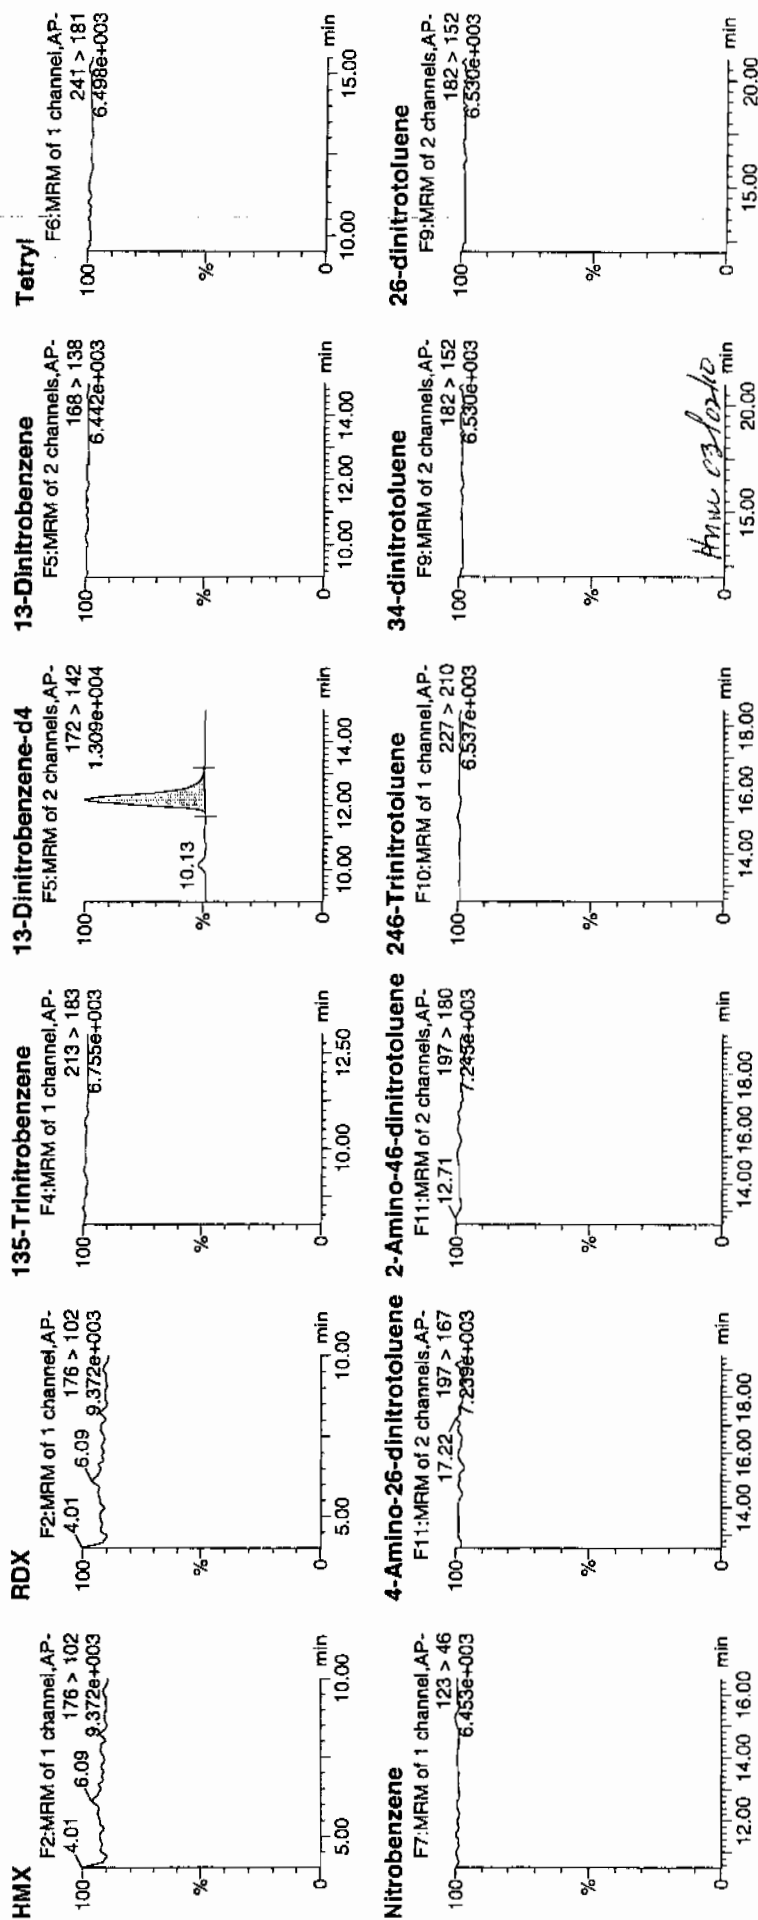 HMX
F2:MRM of 1 channel,AP-
176 > 102
9.372e+003
100
4.01
6.09
%
0
5.00
10.00
min
RDX
F2:MRM of 1 channel,AP-
176 > 102
9.372e+003
100
4.01
6.09
%
0
5.00
10.00
min
135-Trinitrobenzene
F4:MRM of 1 channel,AP-
213 > 183
6.755e+003
100
%
0
10.00
12.50
min
13-Dinitrobenzene-d4
F5:MRM of 2 channels,AP-
172 > 142
1.309e+004
100
10.13
%
0
10.00
12.00
14.00
min
13-Dinitrobenzene
F5:MRM of 2 channels,AP-
168 > 138
6.442e+003
100
%
0
10.00
12.00
14.00
min
Tetryl
F6:MRM of 1 channel,AP-
241 > 181
6.498e+003
100
%
0
10.00
15.00
min
Nitrobenzene
F7:MRM of 1 channel,AP-
123 > 46
6.453e+003
100
%
0
12.00
14.00
16.00
min
4-Amino-26-dinitrotoluene
F11:MRM of 2 channels,AP-
197 > 167
7.239e+003
100
17.22
%
0
14.00
16.00
18.00
min
2-Amino-46-dinitrotoluene
F11:MRM of 2 channels,AP-
197 > 180
7.245e+003
100
12.71
%
0
14.00
16.00
18.00
min
246-Trinitrotoluene
F10:MRM of 1 channel,AP-
227 > 210
6.537e+003
100
%
0
14.00
16.00
18.00
min
34-dinitrotoluene
F9:MRM of 2 channels,AP-
182 > 152
6.530e+003
100
%
0
15.00
20.00
min
03/02/10
26-dinitrotoluene
F9:MRM of 2 channels,AP-
182 > 152
6.530e+003
100
%
0
15.00
20.00
min